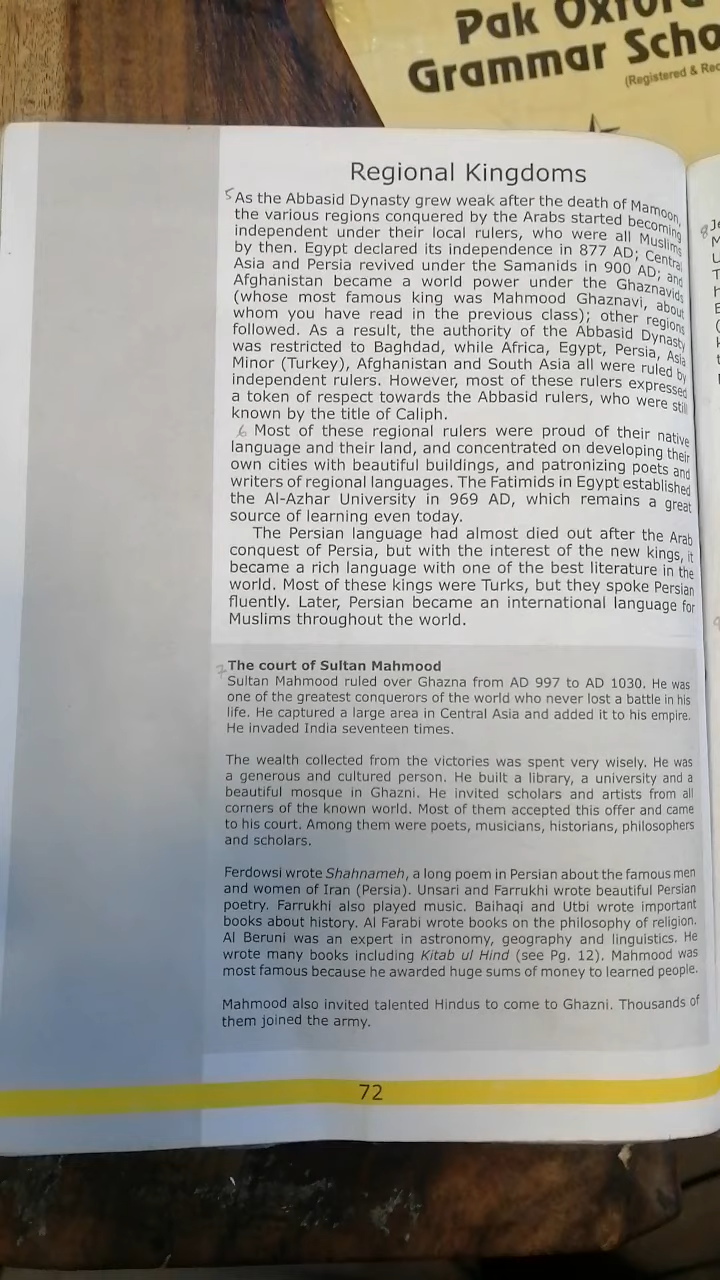 Pak Oxford
Grammar Scho
(Registered & Rec
Regional Kingdoms
5 As the Abbasid Dynasty grew weak after the death of Mamoon,
the various regions conquered by the Arabs started becoming
independent under their local rulers, who were all Muslims
by then. Egypt declared its independence in 877 AD; Central
Asia and Persia revived under the Samanids in 900 AD; and
Afghanistan became a world power under the Ghaznavids
(whose most famous king was Mahmood Ghaznavi, about
whom you have read in the previous class); other regions
followed. As a result, the authority of the Abbasid Dynasty
was restricted to Baghdad, while Africa, Egypt, Persia, Asia
Minor (Turkey), Afghanistan and South Asia all were ruled by
independent rulers. However, most of these rulers expressed
a token of respect towards the Abbasid rulers, who were still
known by the title of Caliph.
6 Most of these regional rulers were proud of their native
language and their land, and concentrated on developing their
own cities with beautiful buildings, and patronizing poets and
writers of regional languages. The Fatimids in Egypt established
the Al-Azhar University in 969 AD, which remains a great
source of learning even today.
The Persian language had almost died out after the Arab
conquest of Persia, but with the interest of the new kings, it
became a rich language with one of the best literature in the
world. Most of these kings were Turks, but they spoke Persian
fluently. Later, Persian became an international language for
Muslims throughout the world.
7 The court of Sultan Mahmood
Sultan Mahmood ruled over Ghazna from AD 997 to AD 1030. He was
one of the greatest conquerors of the world who never lost a battle in his
life. He captured a large area in Central Asia and added it to his empire.
He invaded India seventeen times.
The wealth collected from the victories was spent very wisely. He was
a generous and cultured person. He built a library, a university and a
beautiful mosque in Ghazni. He invited scholars and artists from all
corners of the known world. Most of them accepted this offer and came
to his court. Among them were poets, musicians, historians, philosophers
and scholars.
Ferdowsi wrote Shahnameh, a long poem in Persian about the famous men
and women of Iran (Persia). Unsari and Farrukhi wrote beautiful Persian
poetry. Farrukhi also played music. Baihaqi and Utbi wrote important
books about history. Al Farabi wrote books on the philosophy of religion.
Al Beruni was an expert in astronomy, geography and linguistics. He
wrote many books including Kitab ul Hind (see Pg. 12). Mahmood was
most famous because he awarded huge sums of money to learned people.
Mahmood also invited talented Hindus to come to Ghazni. Thousands of
them joined the army.
72